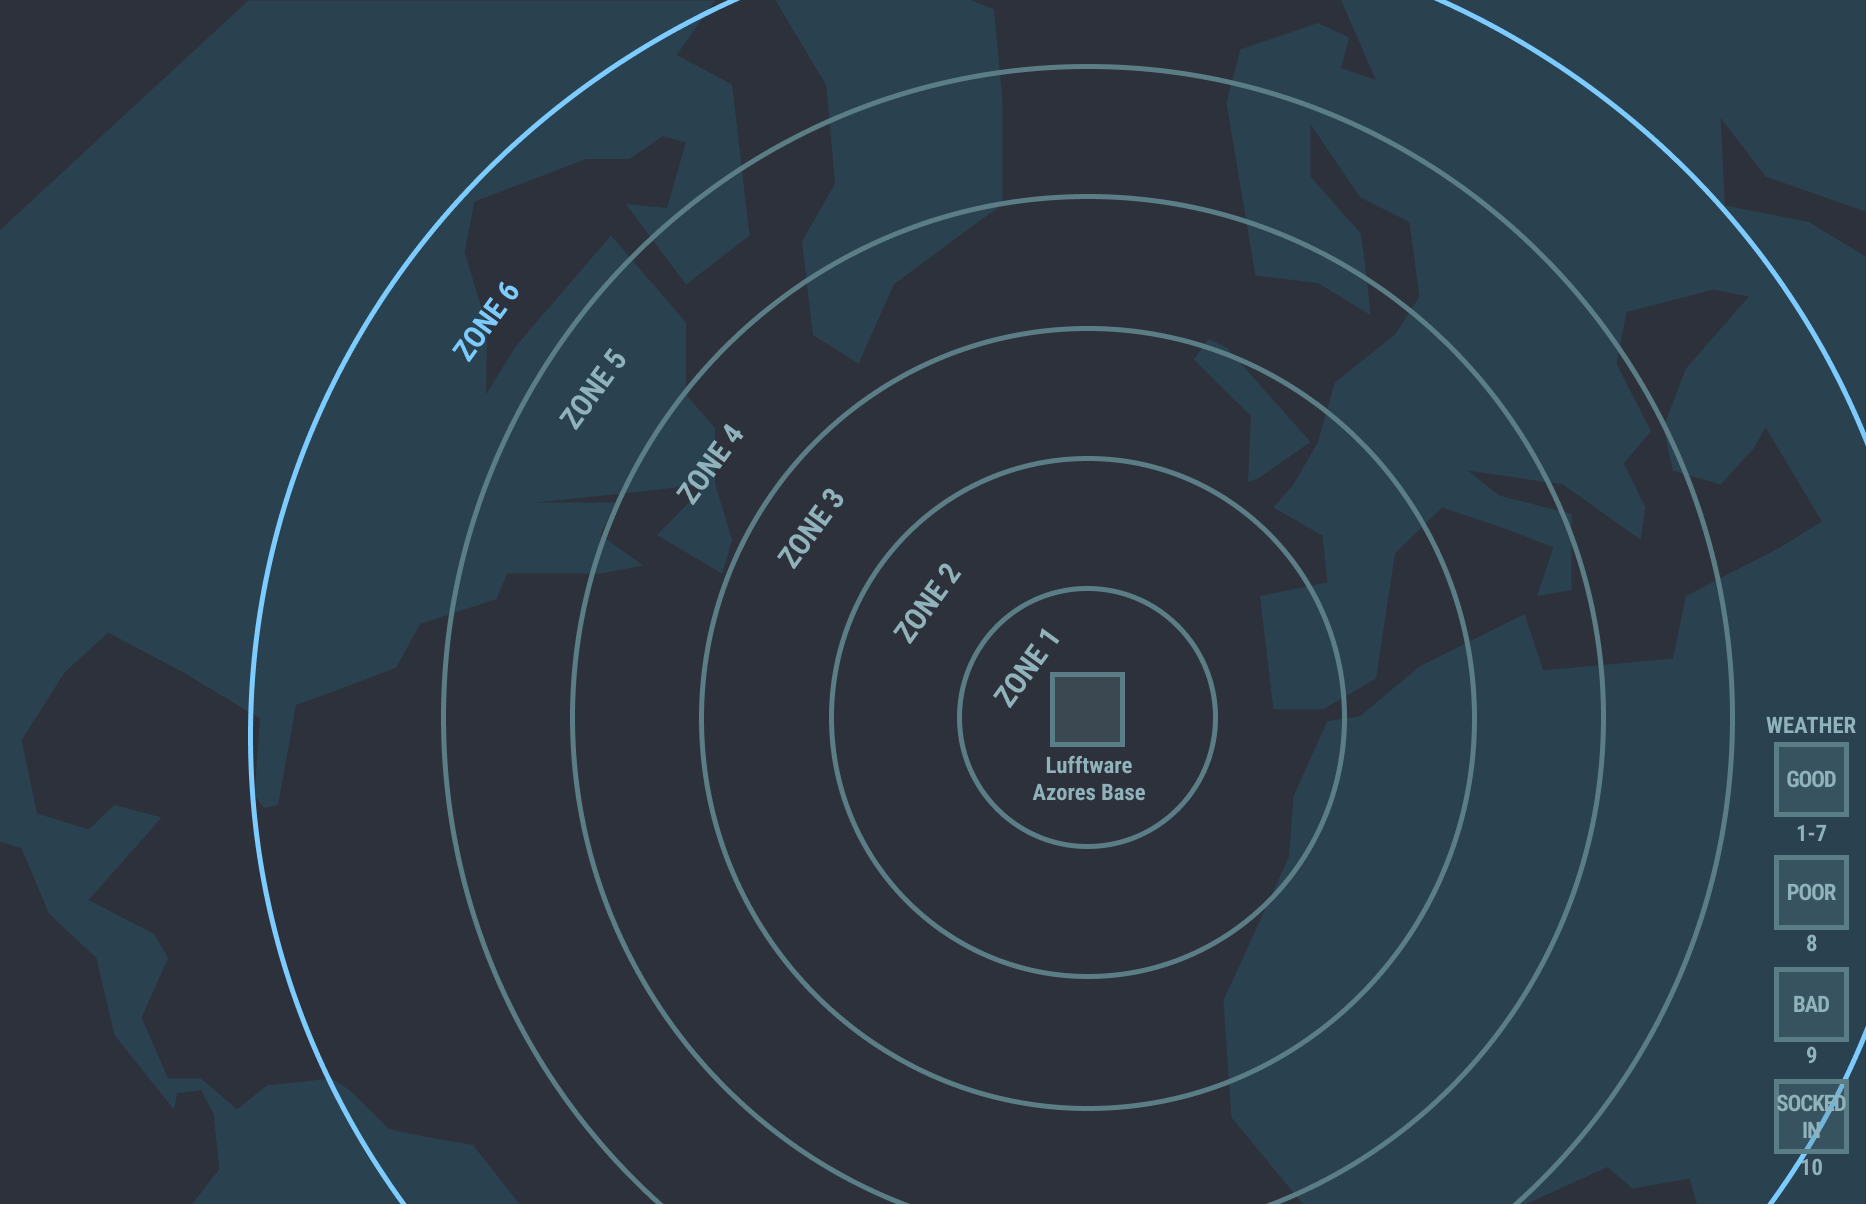 ZONE 6
ZONE 5
ZONE 4
ZONE 3
ZONE 2
ZONE 1
Lufftware
Azores Base
WEATHER
GOOD
1-7
POOR
8
BAD
9
SOCKED
IN
10